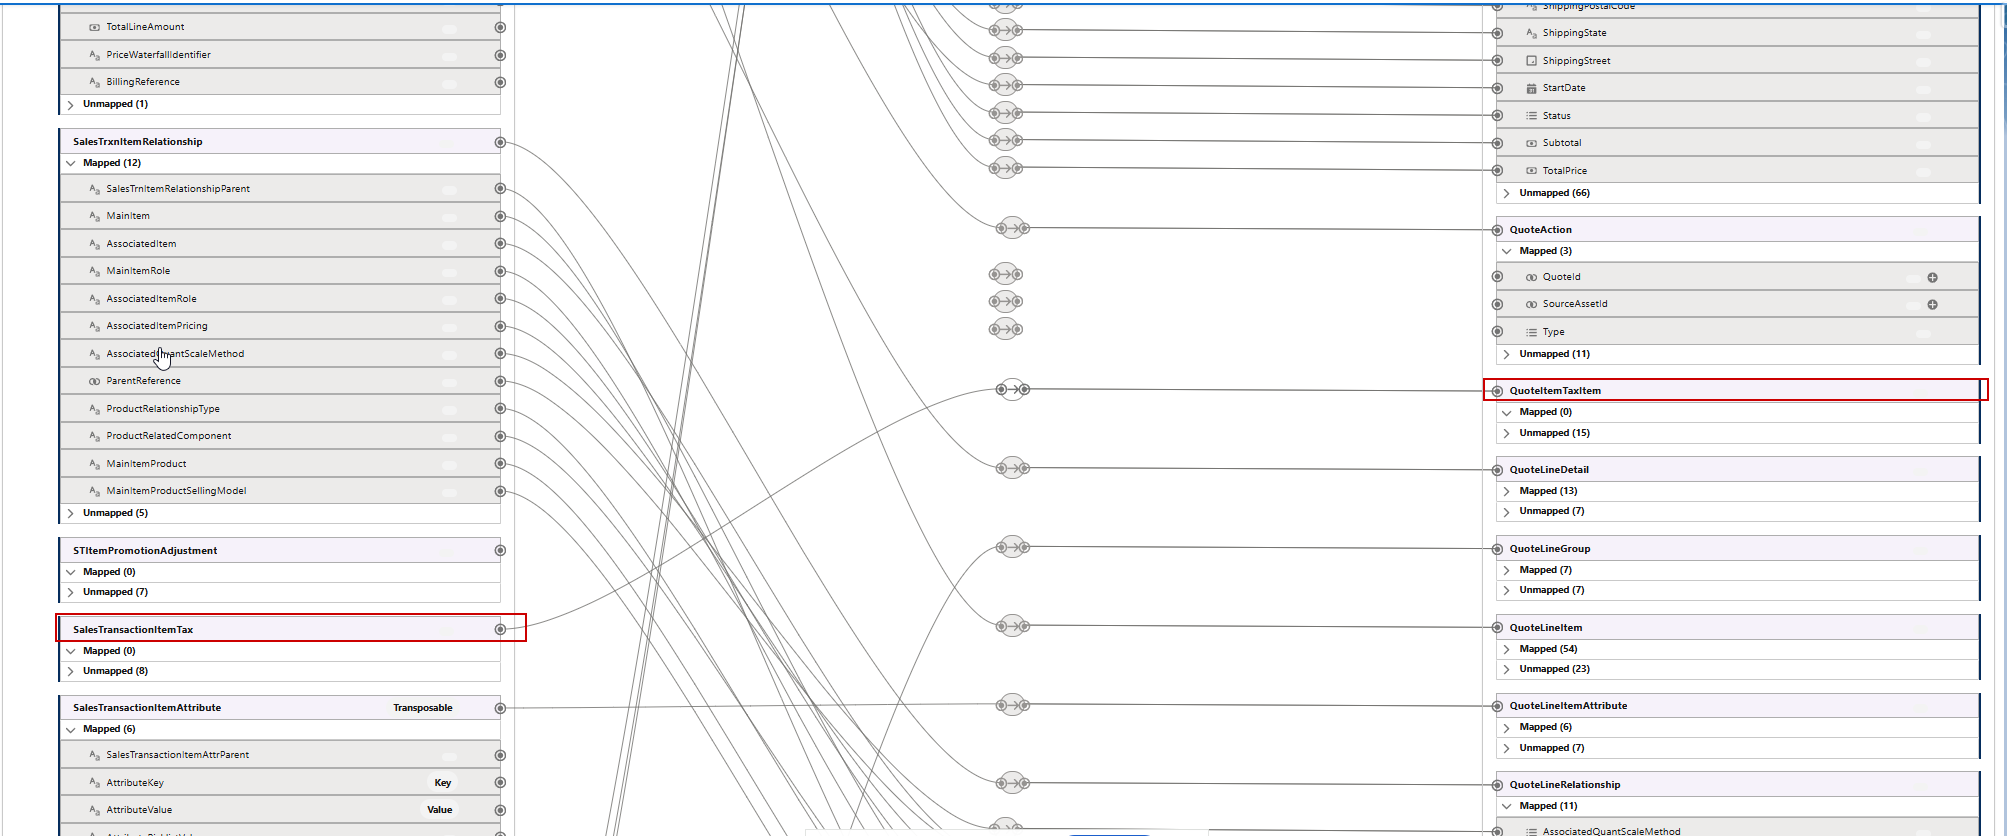 TotalLineAmount
PriceWaterfallIdentifier
BillingReference
Unmapped (1)
SalesTrxnItemRelationship
Mapped (12)
SalesTrnItemRelationshipParent
MainItem
AssociatedItem
MainItemRole
AssociatedItemRole
AssociatedItemPricing
AssociatedQuantScaleMethod
ParentReference
ProductRelationshipType
ProductRelatedComponent
MainItemProduct
MainItemProductSellingModel
Unmapped (5)
STItemPromotionAdjustment
Mapped (0)
Unmapped (7)
SalesTransactionItemTax
Mapped (0)
Unmapped (8)
SalesTransactionItemAttribute Transposable
Mapped (6)
SalesTransactionItemAttrParent
AttributeKey Key
AttributeValue Value
ShippingPostalCode
ShippingState
ShippingStreet
StartDate
Status
Subtotal
TotalPrice
Unmapped (66)
QuoteAction
Mapped (3)
QuoteId
SourceAssetId
Type
Unmapped (11)
QuoteItemTaxItem
Mapped (0)
Unmapped (15)
QuoteLineDetail
Mapped (13)
Unmapped (7)
QuoteLineGroup
Mapped (7)
Unmapped (7)
QuoteLineItem
Mapped (54)
Unmapped (23)
QuoteLineItemAttribute
Mapped (6)
Unmapped (7)
QuoteLineRelationship
Mapped (11)
AssociatedQuantScaleMethod